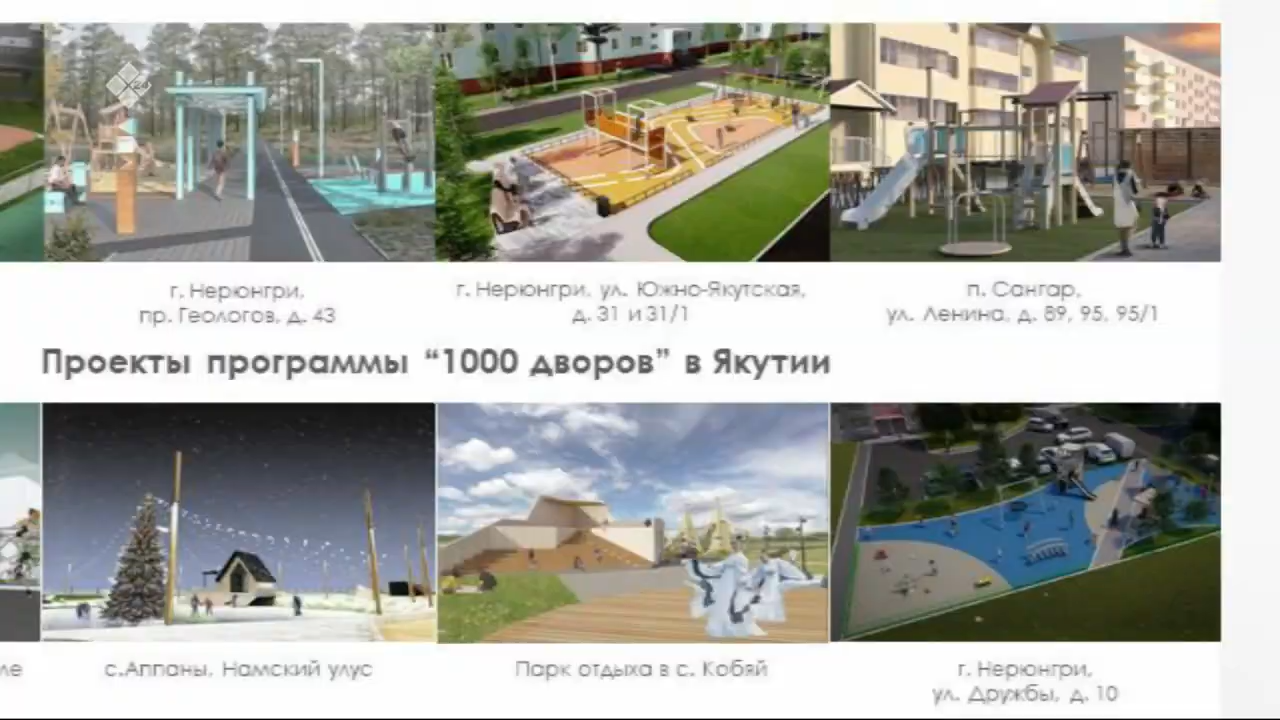 г. Нерюнгри,
пр. Геологов, д. 43
г. Нерюнгри, ул. Южно-Якутская,
д. 31 и 31/1
п. Сангар,
ул. Ленина, д. 89, 95, 95/1
Проекты программы “1000 дворов” в Якутии
с.Аппаны, Намский улус
Парк отдыха в с. Кобяй
г. Нерюнгри,
ул. Дружбы, д. 10